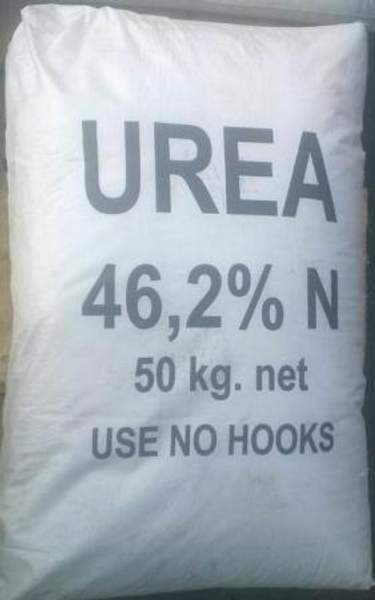 UREA
46,2% N
50 kg. net
USE NO HOOKS